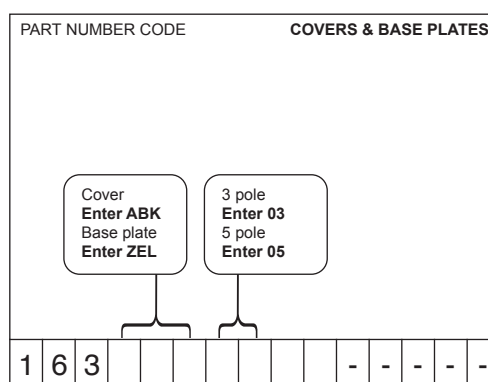 PART NUMBER CODE COVERS & BASE PLATES
Cover
Enter ABK
Base plate
Enter ZEL
3 pole
Enter 03
5 pole
Enter 05
1 6 3 - - - - -